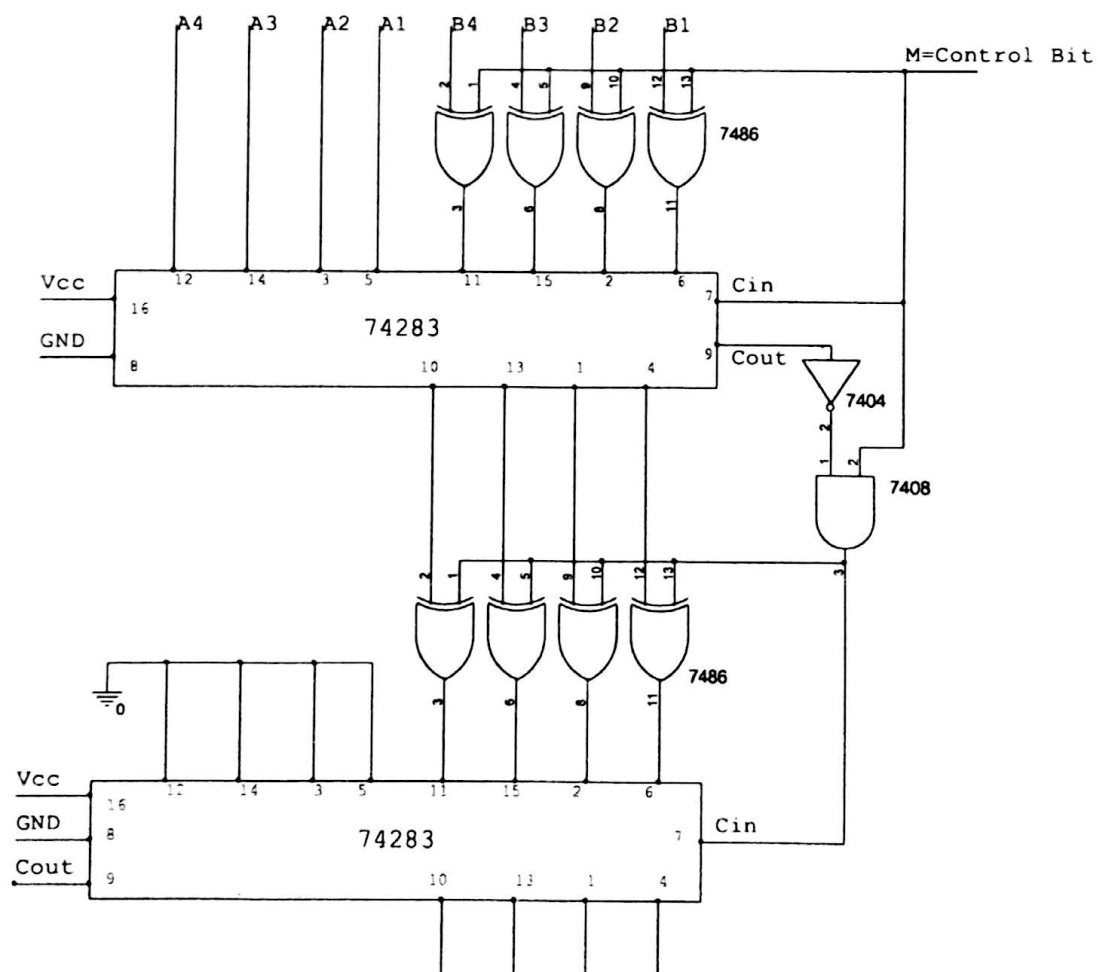 A4 A3 A2 A1 B4 B3 B2 B1
M=Control Bit
2 1 4 5 9 10 12 13
7486
3 6 8 11
12 14 3 5 11 15 2 6
Vcc
16
7
Cin
74283
GND
8
10 13 1 4
9
Cout
7404
2
1 2
7408
3
2 1 4 5 9 10 12 13
7486
0
3 6 8 11
12 14 3 5 11 15 2 6
Vcc
16
GND
8
74283
7
Cin
Cout
9
10 13 1 4